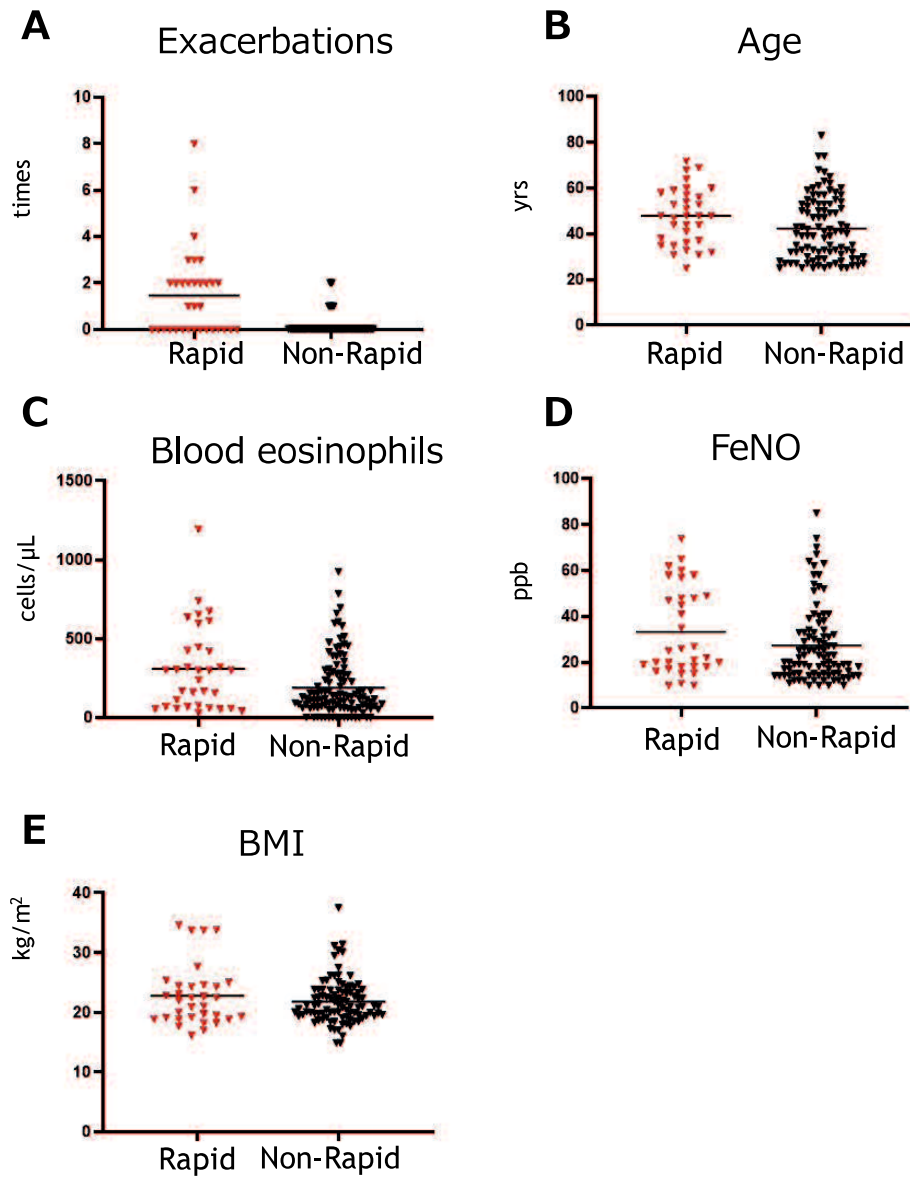 A
Exacerbations
10
8
6
4
2
0
times
Rapid
Non-Rapid
B
Age
100
80
60
40
20
0
yrs
Rapid
Non-Rapid
C
Blood eosinophils
1500
1000
500
0
cells/μL
Rapid
Non-Rapid
D
FeNO
100
80
60
40
20
0
ppb
Rapid
Non-Rapid
E
BMI
40
30
20
10
0
kg/m²
Rapid
Non-Rapid